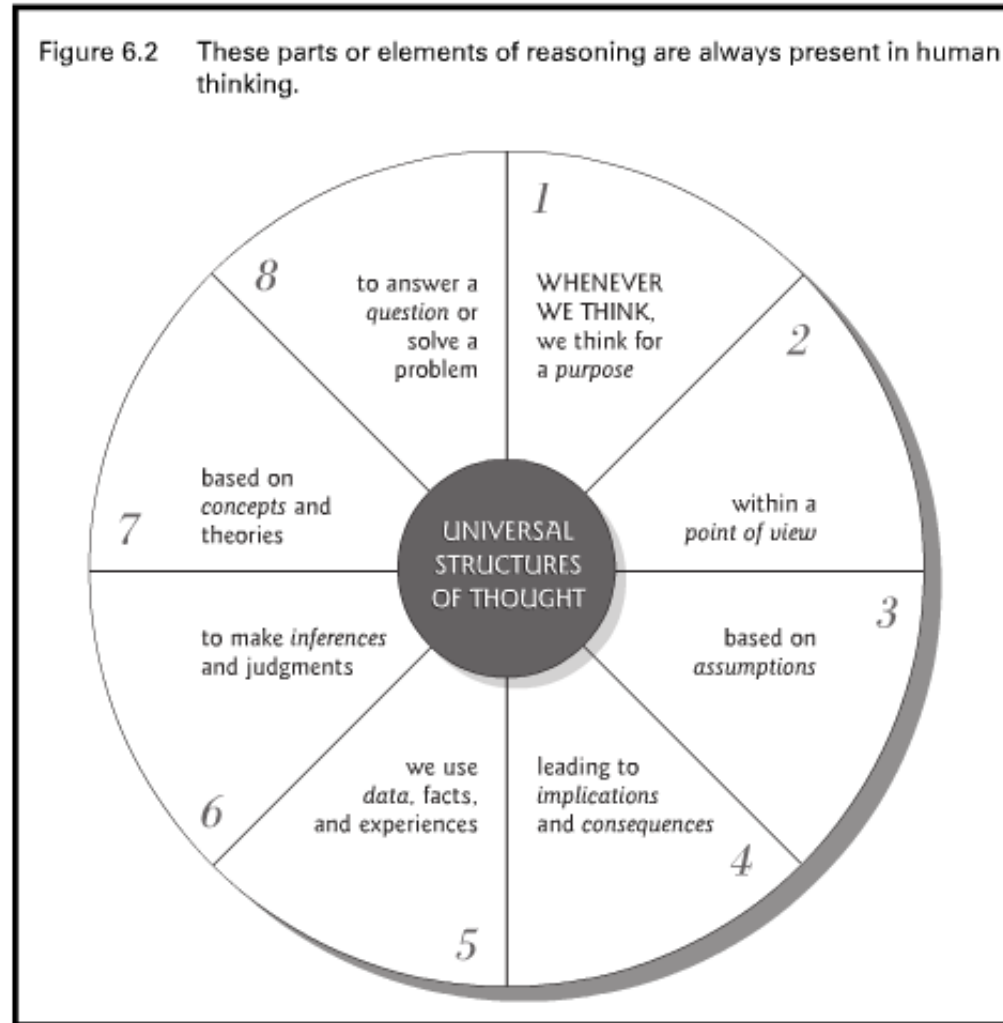 Figure 6.2 These parts or elements of reasoning are always present in human
thinking.
1
WHENEVER
WE THINK,
we think for
a purpose
2
within a
point of view
3
based on
assumptions
4
leading to
implications
and consequences
5
we use
data, facts,
and experiences
6
to make inferences
and judgments
7
based on
concepts and
theories
8
to answer a
question or
solve a
problem
UNIVERSAL
STRUCTURES
OF THOUGHT